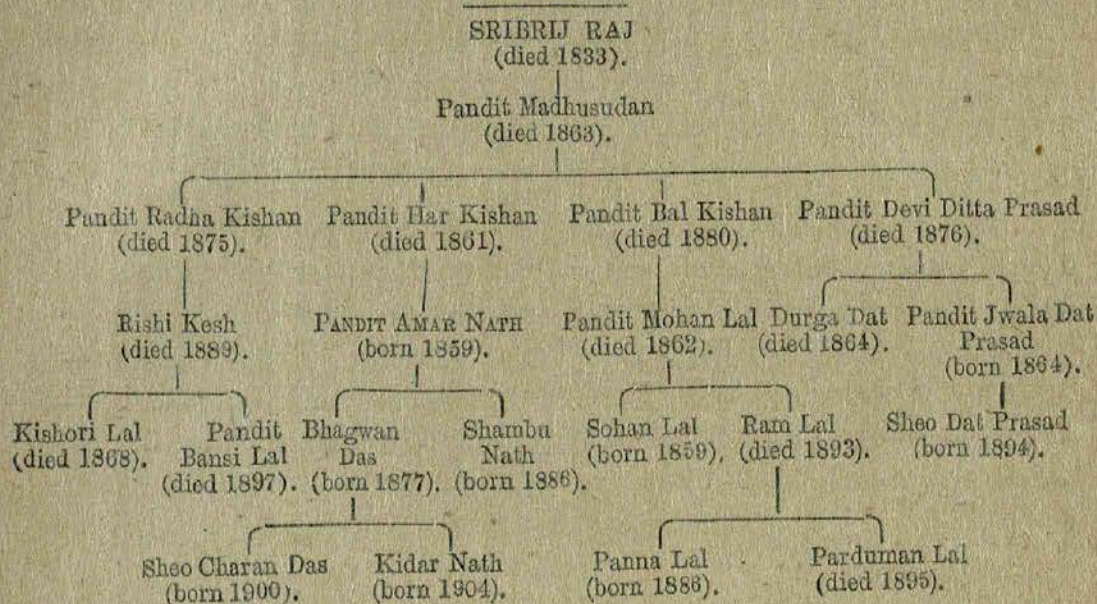 SRIBRIJ RAJ
(died 1833).
Pandit Madhusudan
(died 1863).
Pandit Radha Kishan Pandit Har Kishan Pandit Bal Kishan Pandit Devi Ditta Prasad
(died 1875). (died 1861). (died 1880). (died 1876).
Rishi Kesh PANDIT AMAR NATH Pandit Mohan Lal Durga Dat Pandit Jwala Dat
(died 1889). (born 1859). (died 1862). (died 1864). Prasad
(born 1864).
Kishori Lal Pandit Bhagwan Shambu Sohan Lal Ram Lal Sheo Dat Prasad
(died 1868). Bansi Lal Das Nath (born 1859). (died 1893). (born 1894).
(died 1897). (born 1877). (born 1886).
Sheo Charan Das Kidar Nath Panna Lal Parduman Lal
(born 1900). (born 1904). (born 1886). (died 1895).